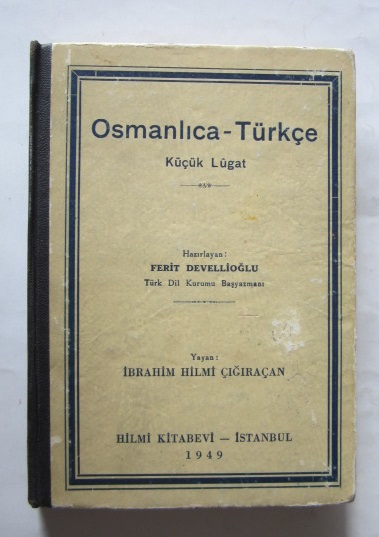 Osmanlıca - Türkçe
Küçük Lûgat
Hazırlayan :
FERİT DEVELLİOĞLU
Türk Dil Kurumu Başyazmanı
Yayan :
İBRAHİM HİLMİ ÇIĞIRAÇAN
HİLMİ KİTABEVİ — İSTANBUL
1949